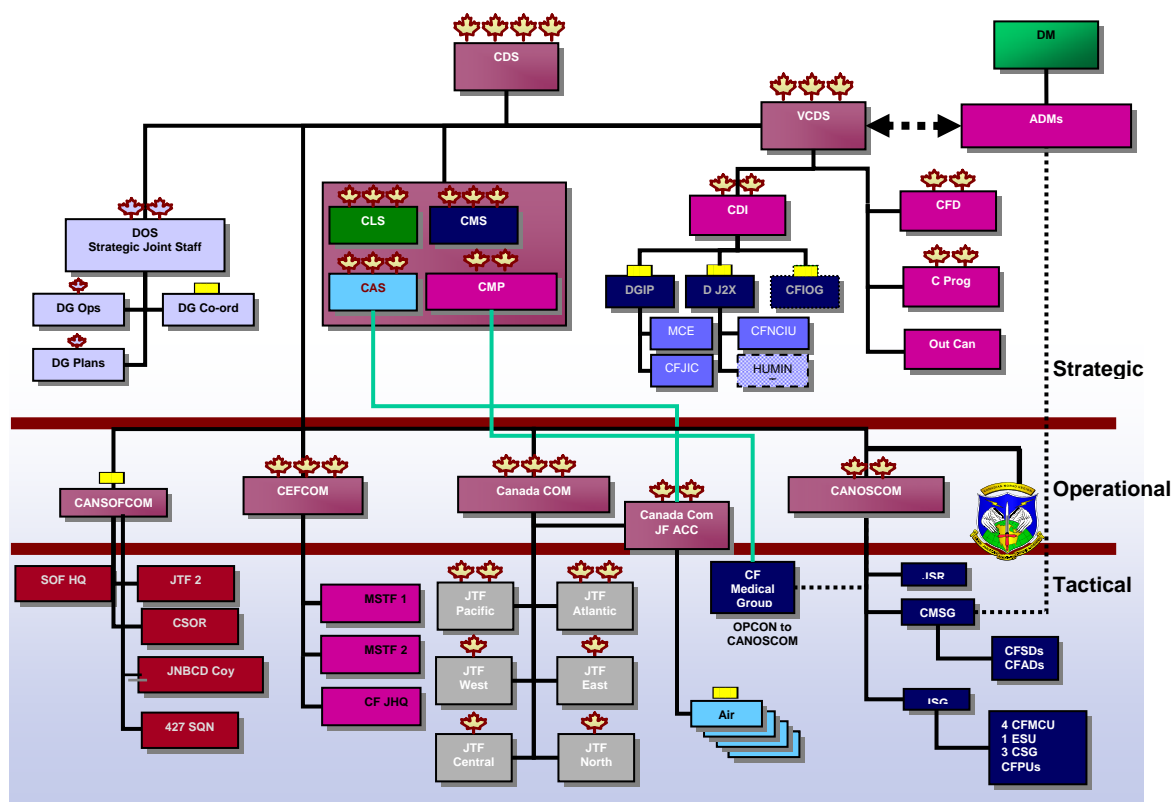 CDS
DM
VCDS
ADMs
DOS
Strategic Joint Staff
DG Ops
DG Co-ord
DG Plans
CLS
CMS
CAS
CMP
CDI
CFD
C Prog
Out Can
DGIP
D J2X
CFIOG
MCE
CFNCIU
CFJIC
HUMIN
Strategic
CANSOFCOM
CEFCOM
Canada COM
Canada Com
JF ACC
CANOSCOM
Operational
SOF HQ
JTF 2
CSOR
JNBCD Coy
427 SQN
MSTF 1
MSTF 2
CF JHQ
JTF
Pacific
JTF
Atlantic
JTF
West
JTF
East
JTF
Central
JTF
North
Air
CF
Medical
Group
OPCON to
CANOSCOM
JSR
CMSG
CFSDs
CFADs
ISG
4 CFMCU
1 ESU
3 CSG
CFPUs
Tactical